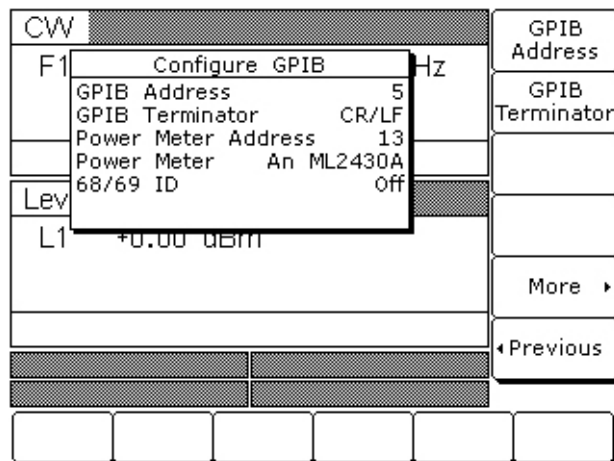 CW
F1
Hz
Configure GPIB
GPIB Address 5
GPIB Terminator CR/LF
Power Meter Address 13
Power Meter An ML2430A
68/69 ID Off
Lev
L1 +0.00 dBm
GPIB
Address
GPIB
Terminator
More
Previous